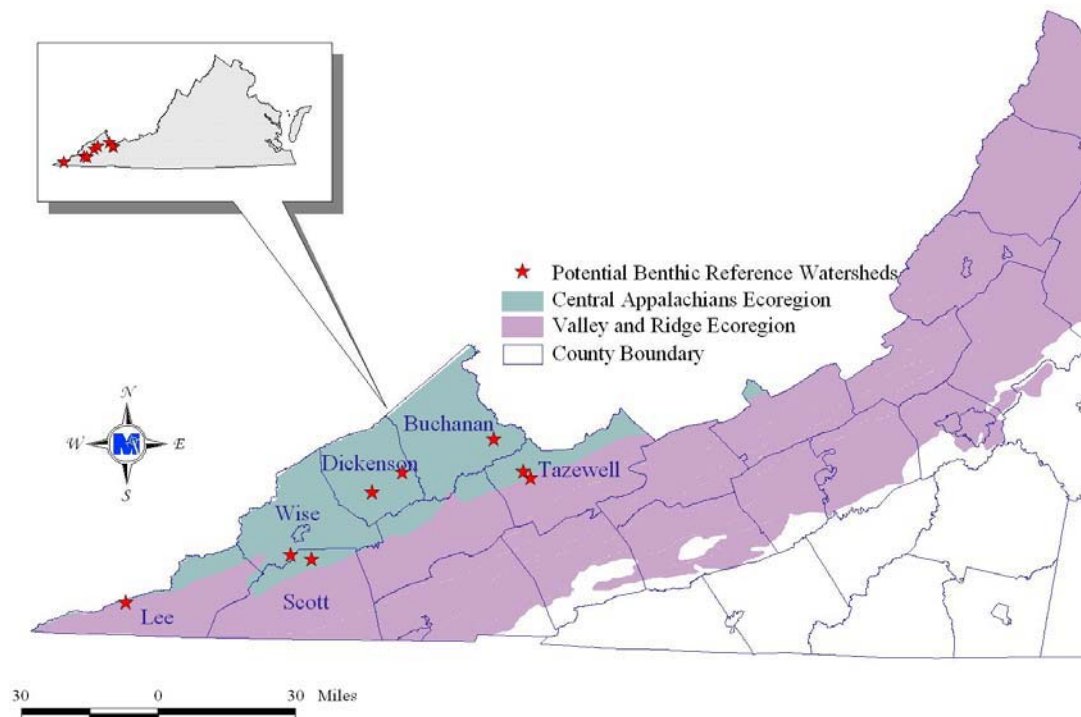 Potential Benthic Reference Watersheds
Central Appalachians Ecoregion
Valley and Ridge Ecoregion
County Boundary
N
W
M
E
S
Buchanan
Dickenson
Tazewell
Wise
Scott
Lee
30 0 30 Miles